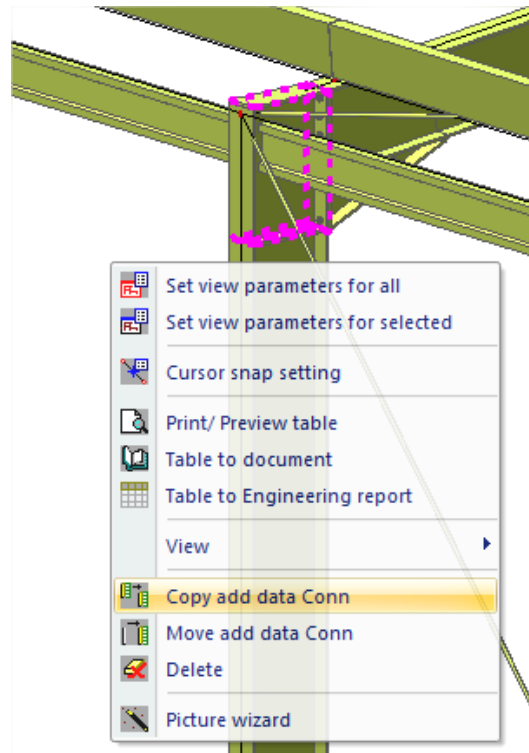 Set view parameters for all
Set view parameters for selected
Cursor snap setting
Print/ Preview table
Table to document
Table to Engineering report
View
Copy add data Conn
Move add data Conn
Delete
Picture wizard